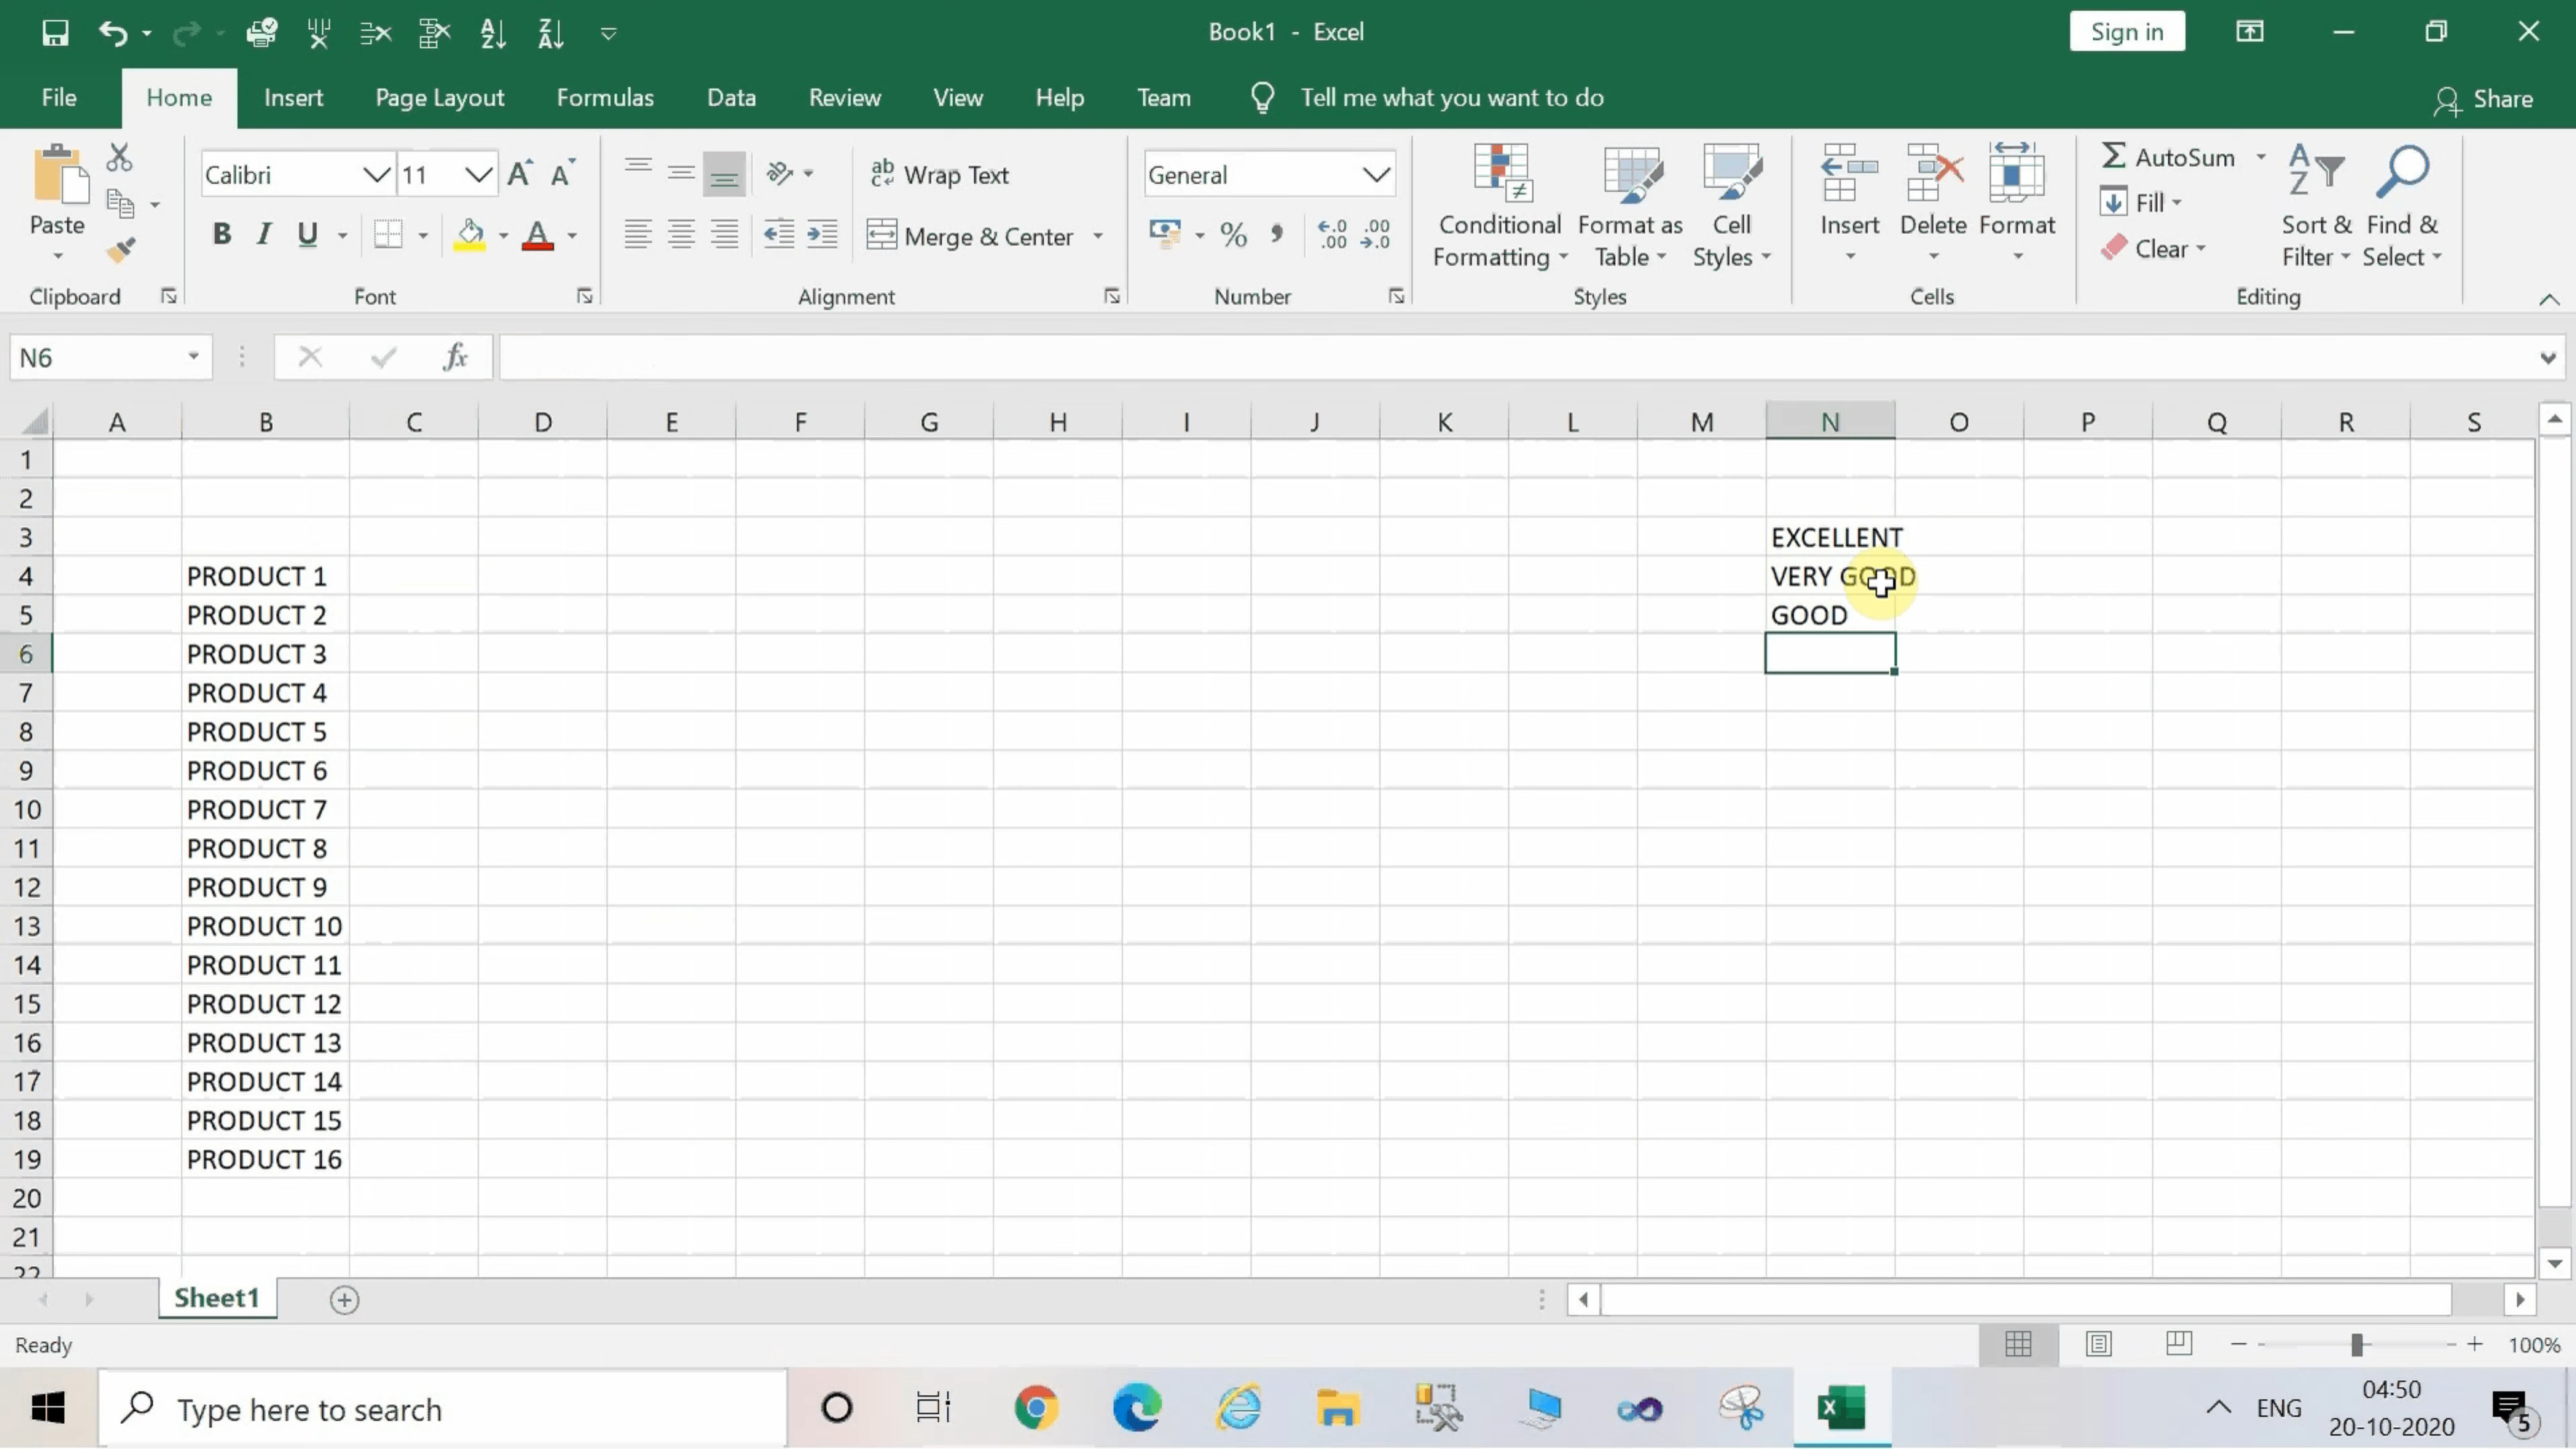 Book1 - Excel
Sign in
File Home Insert Page Layout Formulas Data Review View Help Team Tell me what you want to do Share
Paste
Calibri 11
Wrap Text
General
Conditional Formatting
Format as Table
Cell Styles
Insert
Delete
Format
AutoSum
Fill
Clear
Sort & Filter
Find & Select
B I U
Merge & Center
Clipboard Font Alignment Number Styles Cells Editing
N6 fx
A B C D E F G H I J K L M N O P Q R S
1
2
3 EXCELLENT
4 PRODUCT 1 VERY GOOD
5 PRODUCT 2 GOOD
6 PRODUCT 3
7 PRODUCT 4
8 PRODUCT 5
9 PRODUCT 6
10 PRODUCT 7
11 PRODUCT 8
12 PRODUCT 9
13 PRODUCT 10
14 PRODUCT 11
15 PRODUCT 12
16 PRODUCT 13
17 PRODUCT 14
18 PRODUCT 15
19 PRODUCT 16
20
21
22
Sheet1
Ready
100%
Type here to search
ENG
04:50
20-10-2020
5